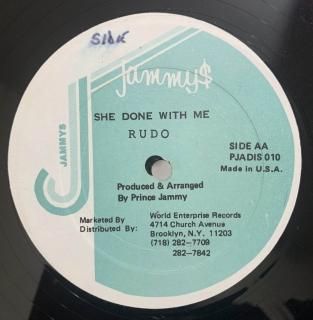 SIDE
Jammy$
JAMMYS
SHE DONE WITH ME
RUDO
SIDE AA
PJADIS 010
Made in U.S.A.
Produced & Arranged
By Prince Jammy
Marketed By World Enterprise Records
Distributed By: 4714 Church Avenue
Brooklyn, N.Y. 11203
(718) 282-7709
282-7842